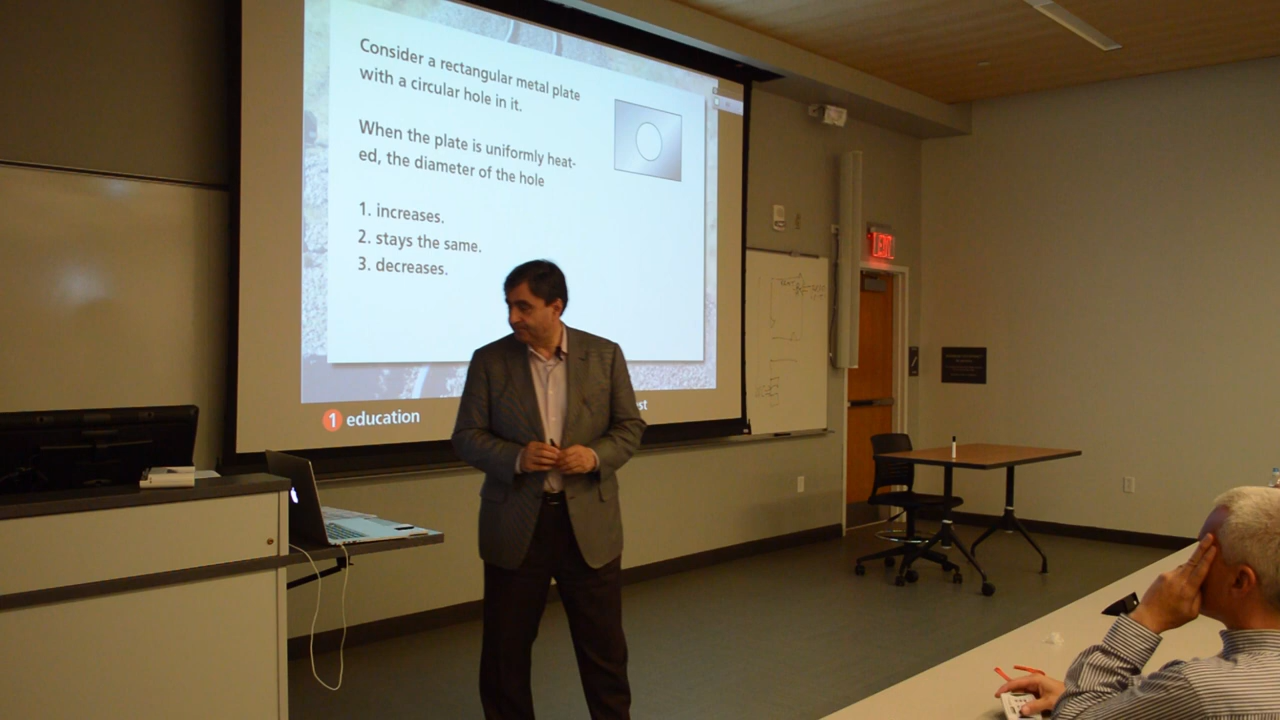 Consider a rectangular metal plate
with a circular hole in it.
When the plate is uniformly heat-
ed, the diameter of the hole
1. increases.
2. stays the same.
3. decreases.
1 education
st
EXIT